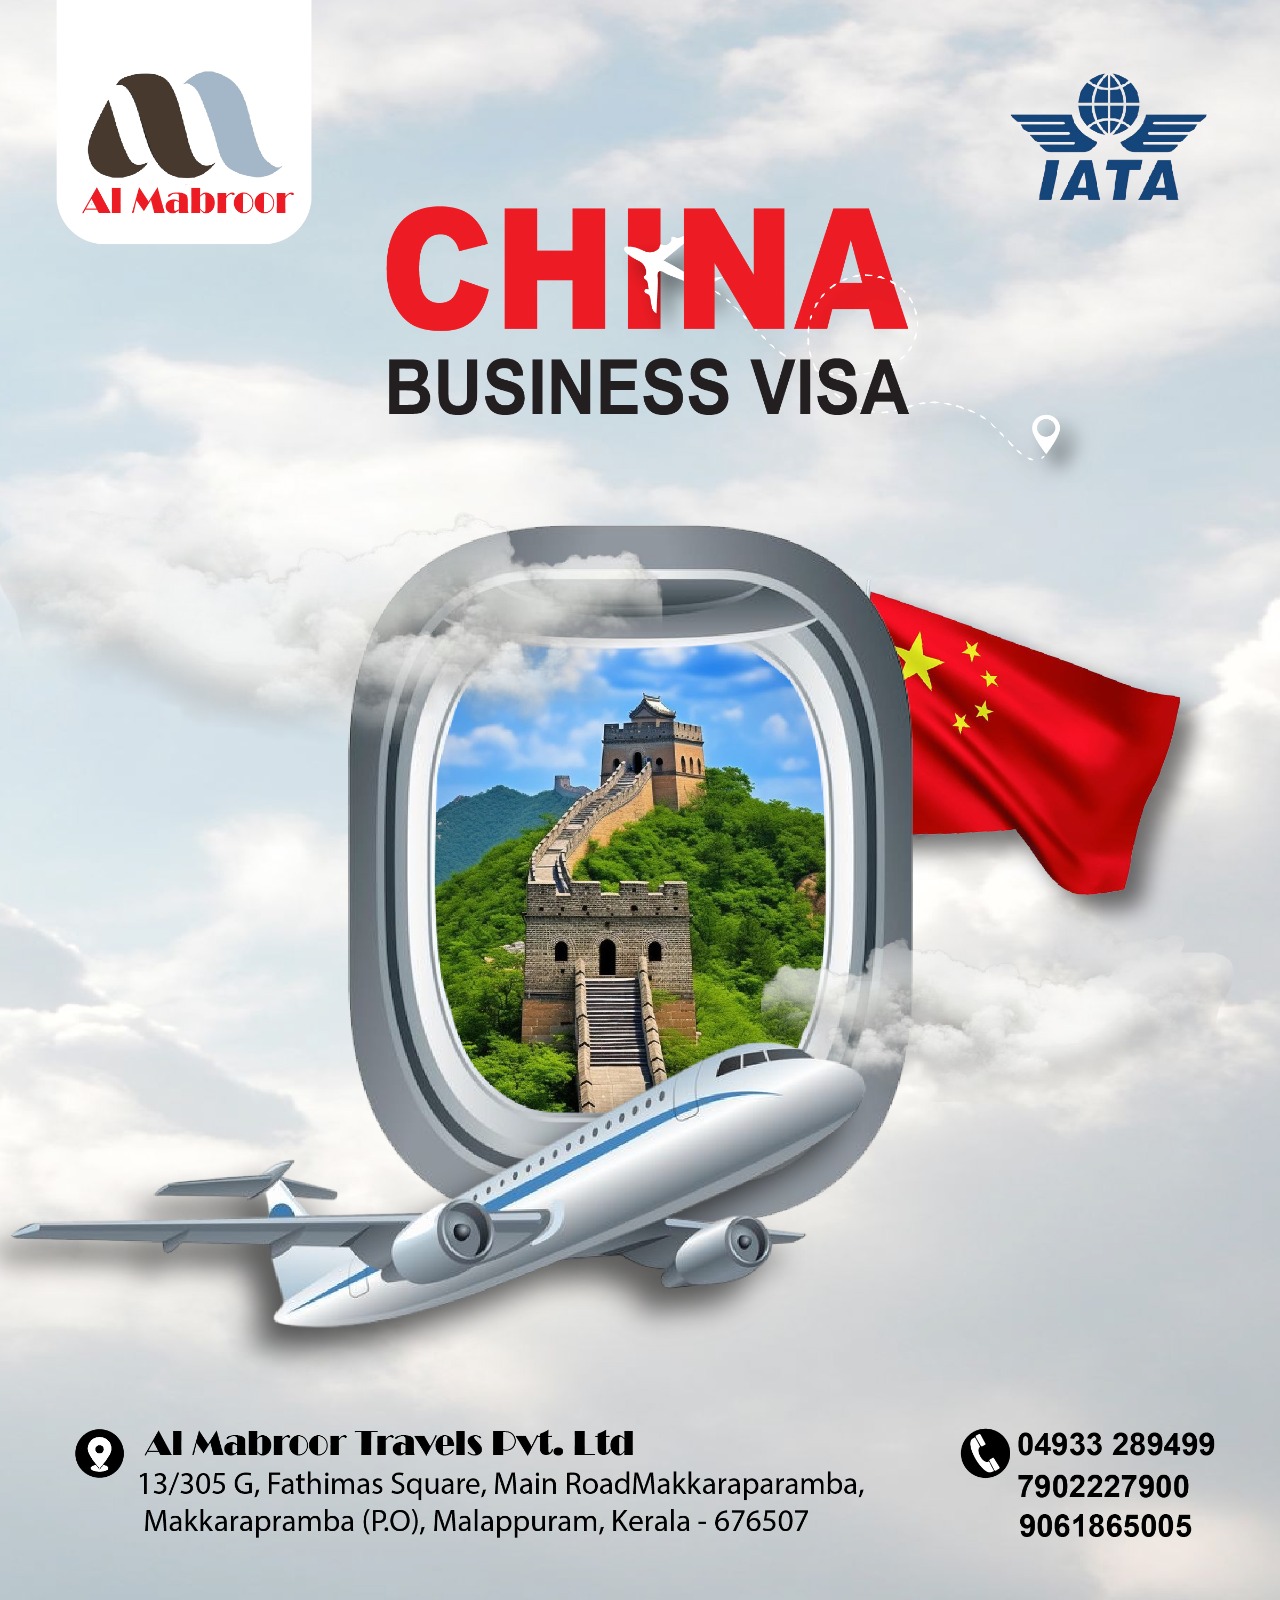 Al Mabroor
IATA
CHINA
BUSINESS VISA
Al Mabroor Travels Pvt. Ltd
13/305 G, Fathimas Square, Main RoadMakkaraparamba,
Makkarapramba (P.O), Malappuram, Kerala - 676507
04933 289499
7902227900
9061865005